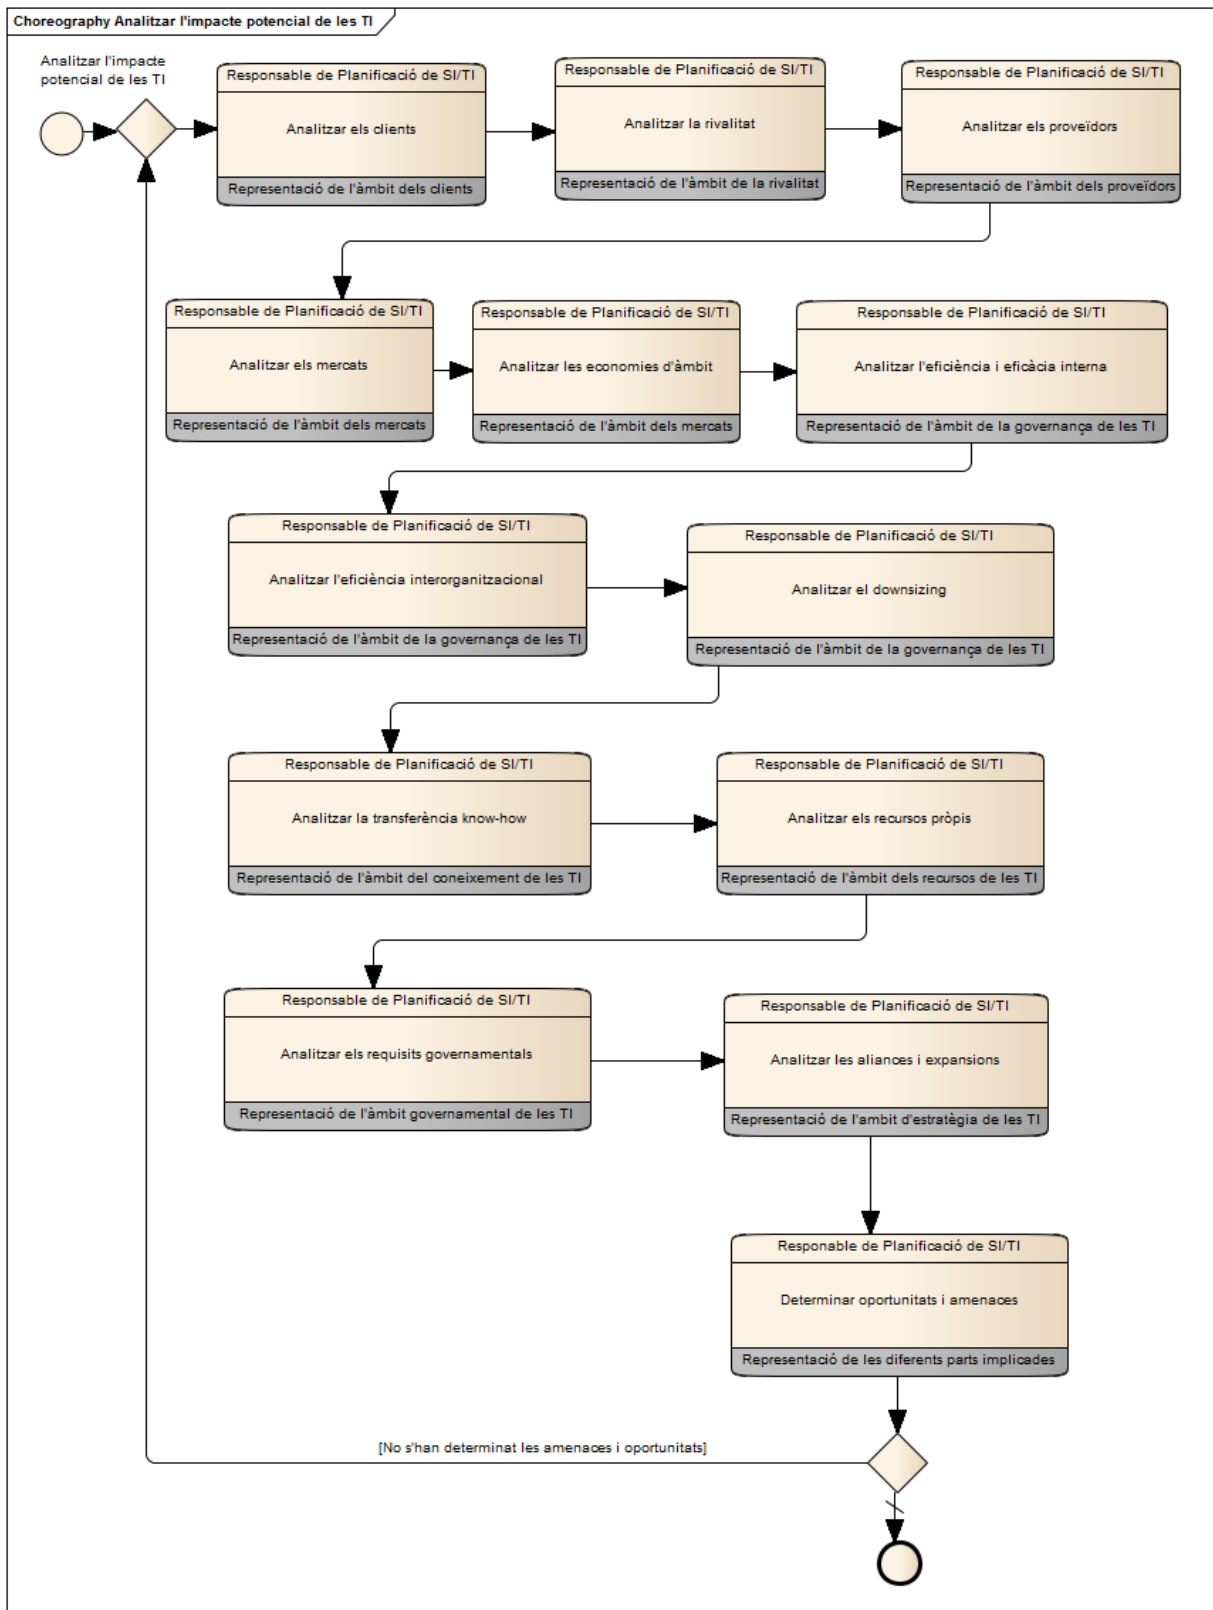 Choreography Analitzar l'impacte potencial de les TI
Analitzar l'impacte
potencial de les TI
Responsable de Planificació de SI/TI
Analitzar els clients
Representació de l'àmbit dels clients
Responsable de Planificació de SI/TI
Analitzar la rivalitat
Representació de l'àmbit de la rivalitat
Responsable de Planificació de SI/TI
Analitzar els proveïdors
Representació de l'àmbit dels proveïdors
Responsable de Planificació de SI/TI
Analitzar els mercats
Representació de l'àmbit dels mercats
Responsable de Planificació de SI/TI
Analitzar les economies d'àmbit
Representació de l'àmbit dels mercats
Responsable de Planificació de SI/TI
Analitzar l'eficiència i eficàcia interna
Representació de l'àmbit de la governança de les TI
Responsable de Planificació de SI/TI
Analitzar l'eficiència interorganitzacional
Representació de l'àmbit de la governança de les TI
Responsable de Planificació de SI/TI
Analitzar el downsizing
Representació de l'àmbit de la governança de les TI
Responsable de Planificació de SI/TI
Analitzar la transferència know-how
Representació de l'àmbit del coneixement de les TI
Responsable de Planificació de SI/TI
Analitzar els recursos pròpis
Representació de l'àmbit dels recursos de les TI
Responsable de Planificació de SI/TI
Analitzar els requisits governamentals
Representació de l'àmbit governamental de les TI
Responsable de Planificació de SI/TI
Analitzar les aliances i expansions
Representació de l'ambit d'estratègia de les TI
Responable de Planificació de SI/TI
Determinar oportunitats i amenaces
Representació de les diferents parts implicades
[No s'han determinat les amenaces i oportunitats]